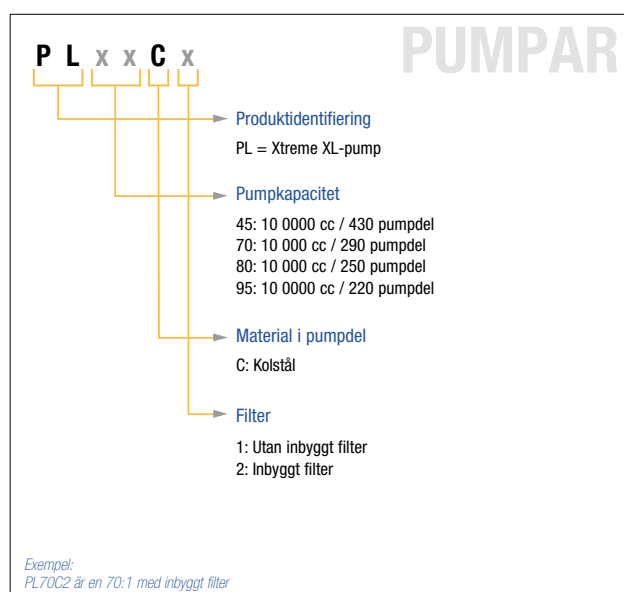 PUMPAR
P L x x C x
Produktidentifiering
PL = Xtreme XL-pump
Pumpkapacitet
45: 10 0000 cc / 430 pumpdel
70: 10 000 cc / 290 pumpdel
80: 10 000 cc / 250 pumpdel
95: 10 0000 cc / 220 pumpdel
Material i pumpdel
C: Kolstål
Filter
1: Utan inbyggt filter
2: Inbyggt filter
Exempel:
PL70C2 är en 70:1 med inbyggt filter